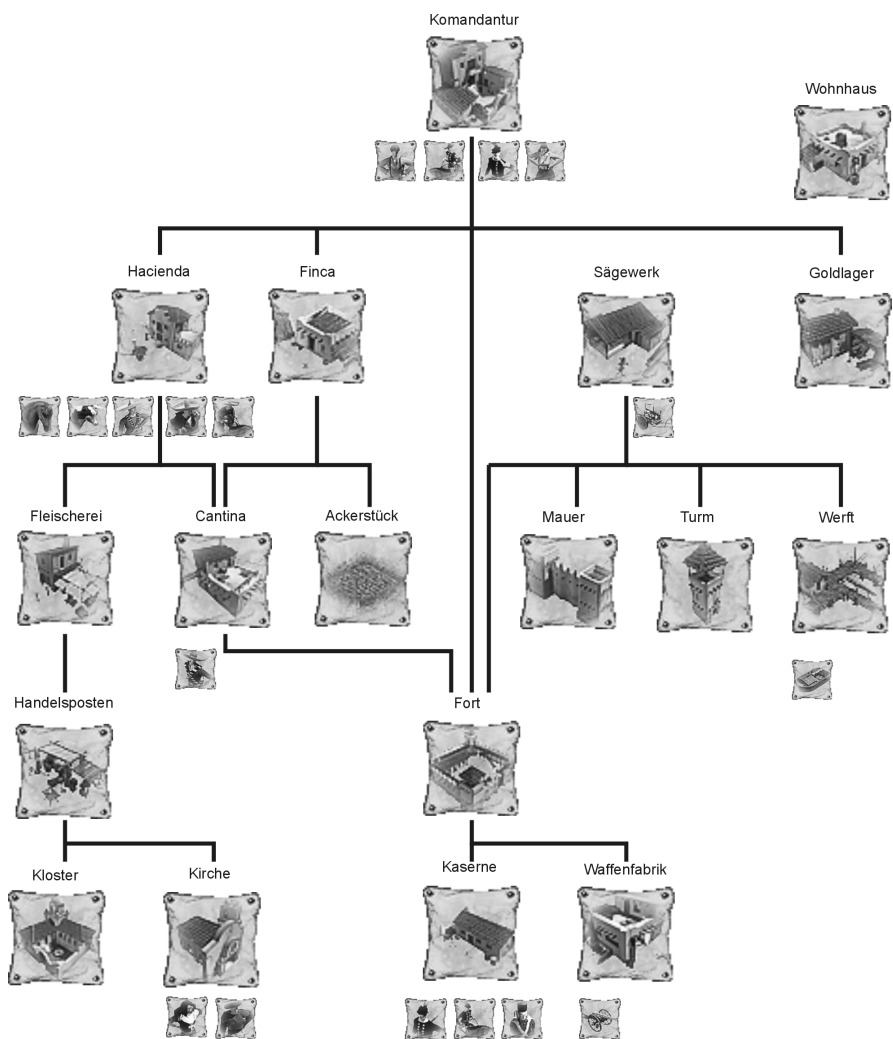 Komandantur
Wohnhaus
Hacienda
Finca
Sägewerk
Goldlager
Fleischerei
Cantina
Ackerstück
Mauer
Turm
Werft
Handelsposten
Fort
Kloster
Kirche
Kaserne
Waffenfabrik